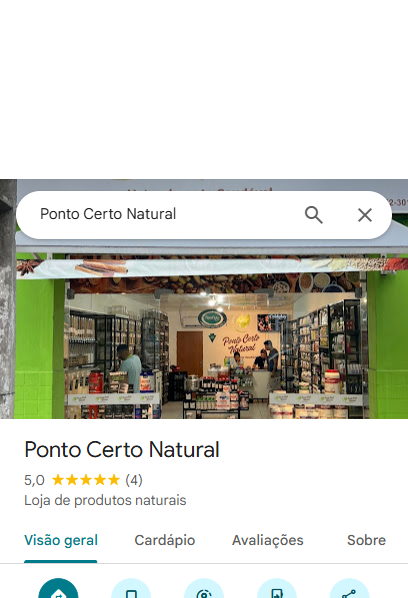 Ponto Certo Natural
Ponto Certo
Natural
Ponto Certo Natural
5,0 (4)
Loja de produtos naturais
Visão geral Cardápio Avaliações Sobre